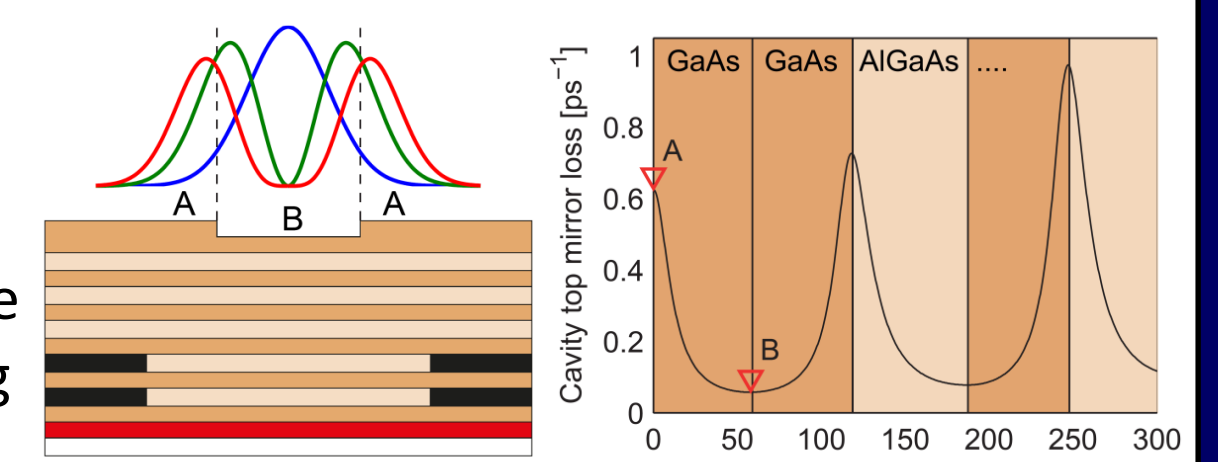 A B A
e
g
Cavity top mirror loss [ps⁻¹]
GaAs GaAs AlGaAs ....
1
0.8
0.6
0.4
0.2
0
A
B
0 50 100 150 200 250 300